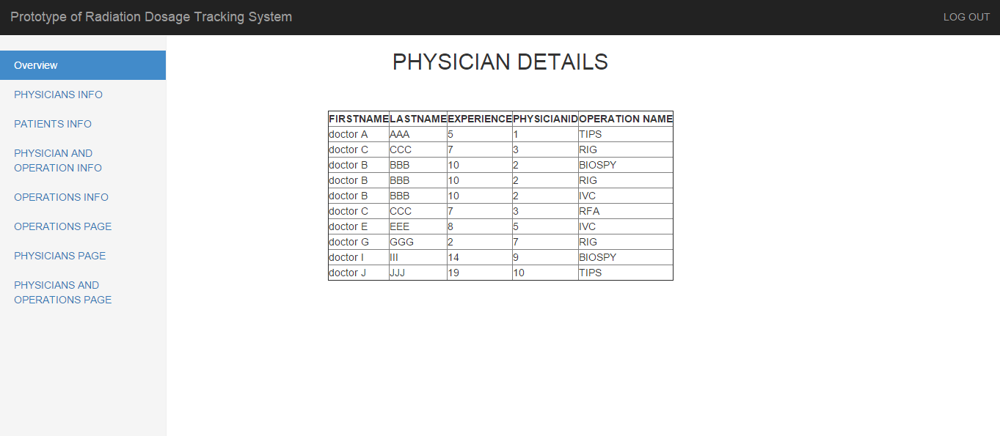 Prototype of Radiation Dosage Tracking System LOG OUT
Overview
PHYSICIANS INFO
PATIENTS INFO
PHYSICIAN AND
OPERATION INFO
OPERATIONS INFO
OPERATIONS PAGE
PHYSICIANS PAGE
PHYSICIANS AND
OPERATIONS PAGE
PHYSICIAN DETAILS
FIRSTNAME LASTNAME EXPERIENCE PHYSICIANID OPERATION NAME
doctor A AAA 5 1 TIPS
doctor C CCC 7 3 RIG
doctor B BBB 10 2 BIOSPY
doctor B BBB 10 2 RIG
doctor B BBB 10 2 IVC
doctor C CCC 7 3 RFA
doctor E EEE 8 5 IVC
doctor G GGG 2 7 RIG
doctor I III 14 9 BIOSPY
doctor J JJJ 19 10 TIPS